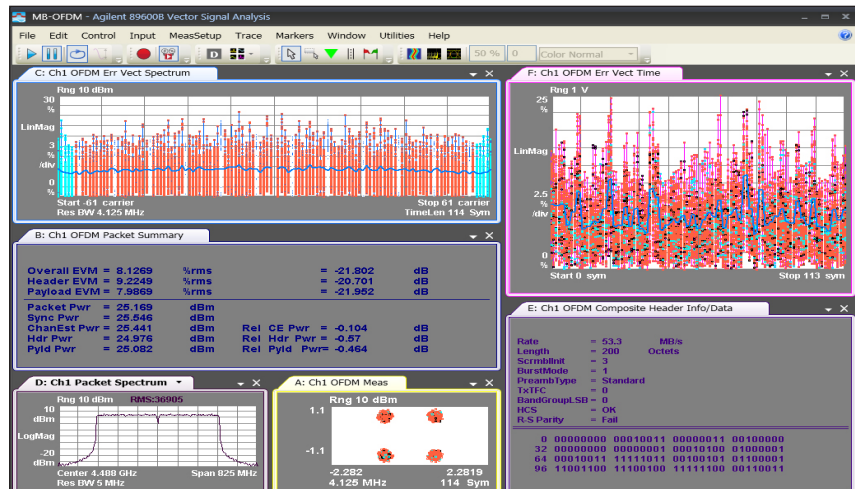 MB-OFDM - Agilent 89600B Vector Signal Analysis
File Edit Control Input MeasSetup Trace Markers Window Utilities Help
50 % 0 Color Normal
C: Ch1 OFDM Err Vect Spectrum
Rng 10 dBm
30
%
LinMag
3
%
/div
0
%
Start -61 carrier Stop 61 carrier
Res BW 4.125 MHz TimeLen 114 Sym
F: Ch1 OFDM Err Vect Time
Rng 1 V
25
%
LinMag
2.5
%
/div
0
%
Start 0 sym Stop 113 sym
B: Ch1 OFDM Packet Summary
Overall EVM = 8.1269 %rms = -21.802 dB
Header EVM = 9.2249 %rms = -20.701 dB
Payload EVM = 7.9869 %rms = -21.952 dB
Packet Pwr = 25.169 dBm
Sync Pwr = 25.546 dBm
ChanEst Pwr = 25.441 dBm Rel CE Pwr = -0.104 dB
Hdr Pwr = 24.976 dBm Rel Hdr Pwr = -0.57 dB
Pyld Pwr = 25.082 dBm Rel Pyld Pwr= -0.464 dB
E: Ch1 OFDM Composite Header Info/Data
Rate = 53.3 MB/s
Length = 200 Octets
ScrmblInit = 3
BurstMode = 1
PreambType = Standard
TxTFC = 0
BandGroupLSB = 0
HCS = OK
R-S Parity = Fail
0 00000000 00010011 00000011 00100000
32 00000000 00000001 00010100 01000001
64 00010011 11111011 00100101 01100001
96 11001100 11100100 11111100 00110011
D: Ch1 Packet Spectrum
10 dBm RMS:36905
dBm
LogMag
-20
dBm
Center 4.488 GHz Span 825 MHz
Res BW 5 MHz
A: Ch1 OFDM Meas
Rng 10 dBm
1.1
-1.1
-2.282 2.2819
4.125 MHz 114 Sym